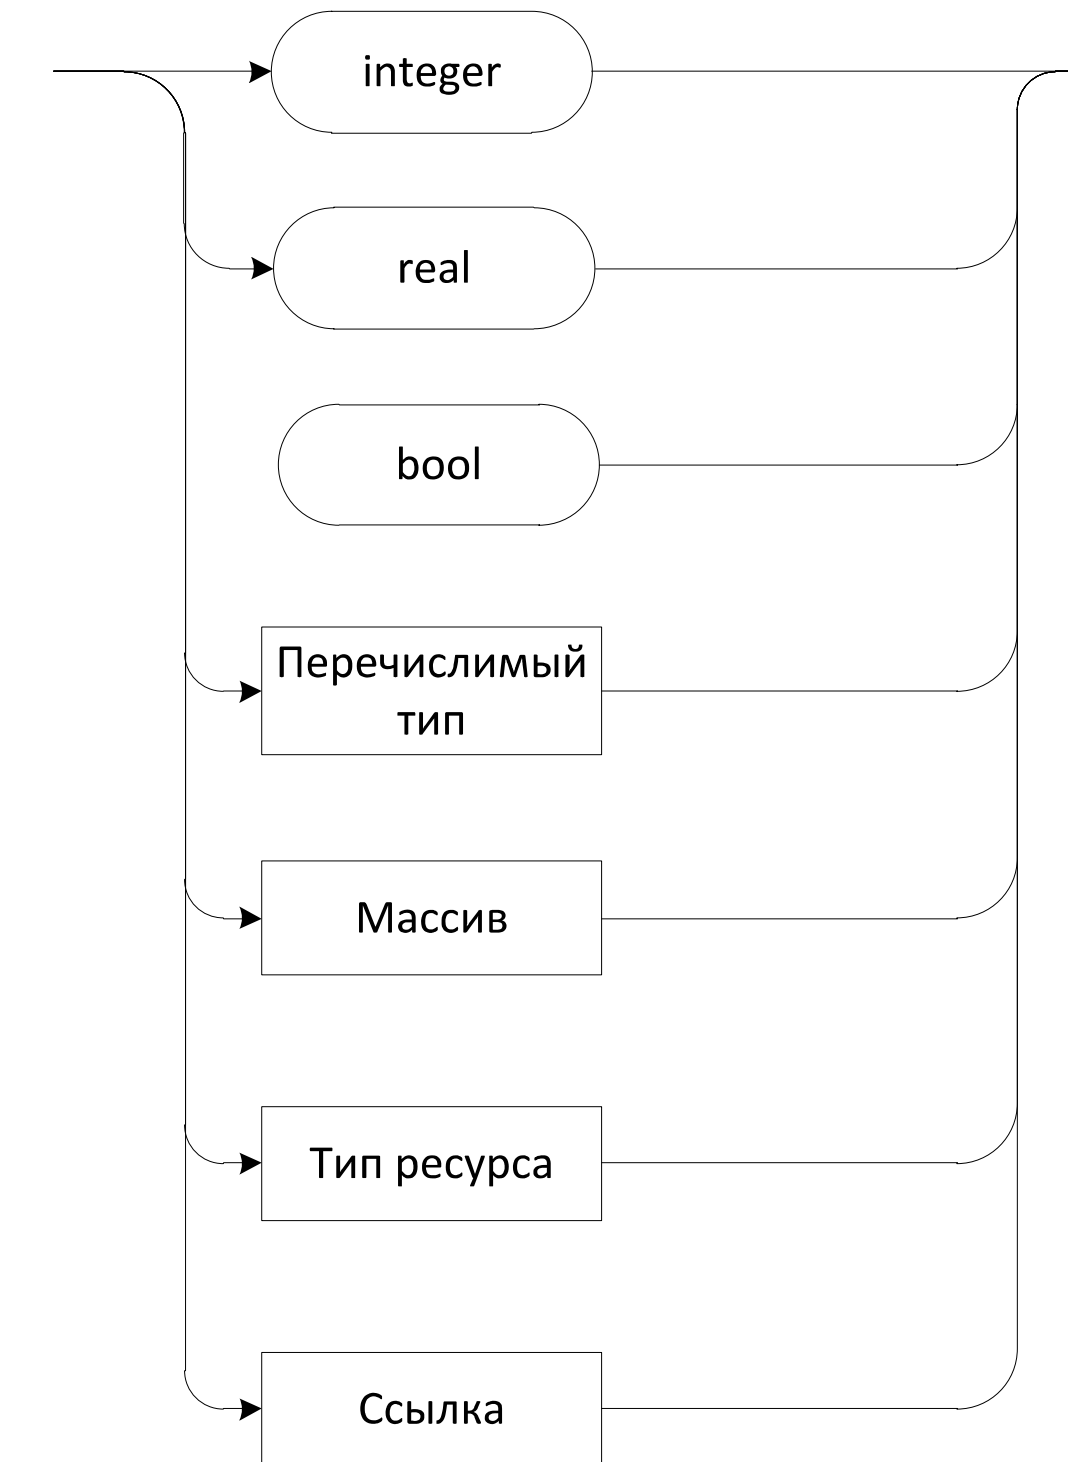 integer
real
bool
Перечислимый
тип
Массив
Тип ресурса
Ссылка